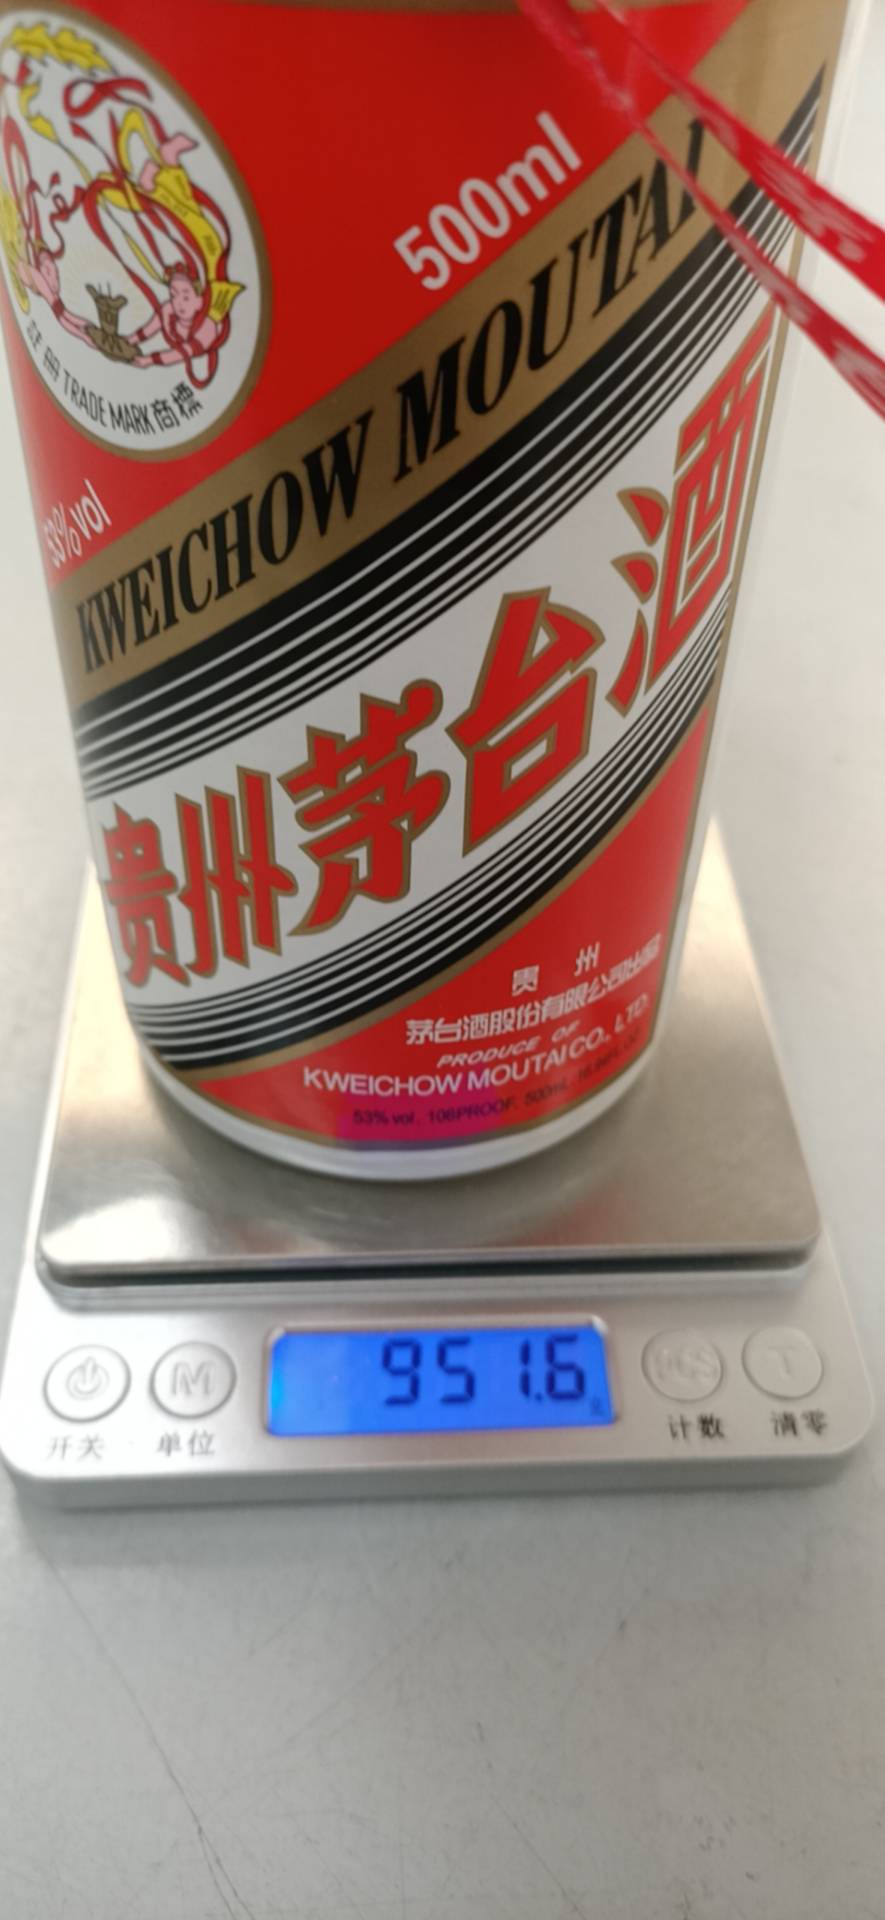 500ml
註冊 TRADE MARK 商標
53%vol
KWEICHOW MOUTAI
贵州茅台酒
贵州
茅台酒股份有限公司出品
PRODUCE OF
KWEICHOW MOUTAI CO., LTD.
53% vol. 106PROOF. 500mL
951.6
M
T
开关
单位
计数
清零